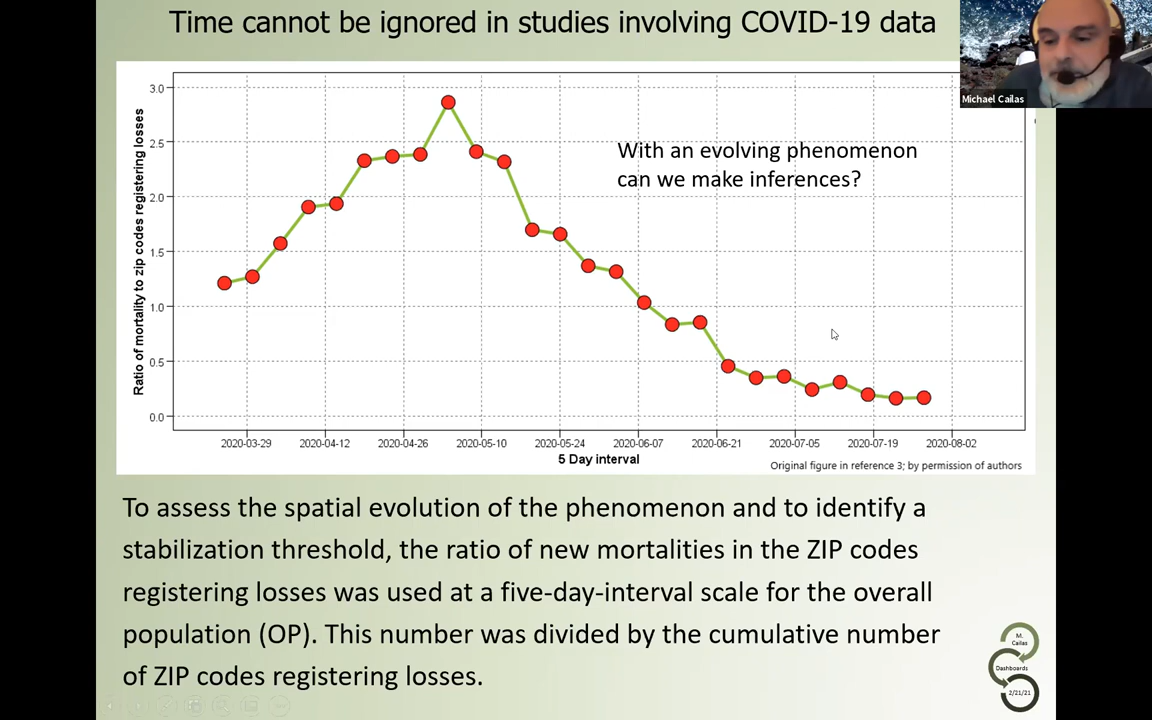 Time cannot be ignored in studies involving COVID-19 data
Michael Cailas
Ratio of mortality to zip codes registering losses
3.0
2.5
2.0
1.5
1.0
0.5
0.0
With an evolving phenomenon
can we make inferences?
2020-03-29 2020-04-12 2020-04-26 2020-05-10 2020-05-24 2020-06-07 2020-06-21 2020-07-05 2020-07-19 2020-08-02
5 Day interval
Original figure in reference 3; by permission of authors
To assess the spatial evolution of the phenomenon and to identify a
stabilization threshold, the ratio of new mortalities in the ZIP codes
registering losses was used at a five-day-interval scale for the overall
population (OP). This number was divided by the cumulative number
of ZIP codes registering losses.
M.
Cailas
Dashboards
2/21/21